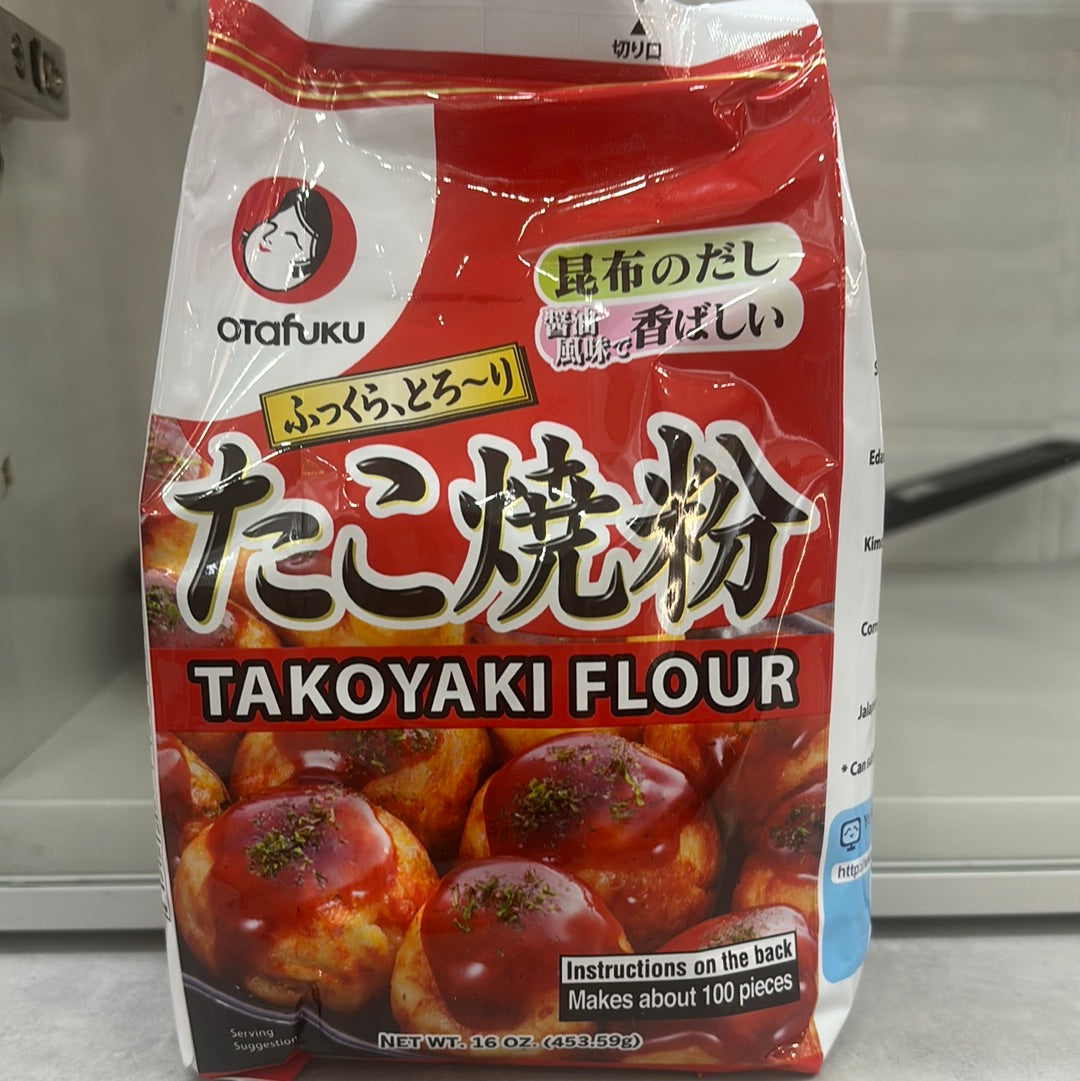 切り口
OTAFUKU
昆布のだし
醤油
風味で香ばしい
ふっくら、とろ～り
たこ焼粉
TAKOYAKI FLOUR
Instructions on the back
Makes about 100 pieces
Serving
Suggestion
NET WT. 16 OZ. (453.59g)
* Can
http:/